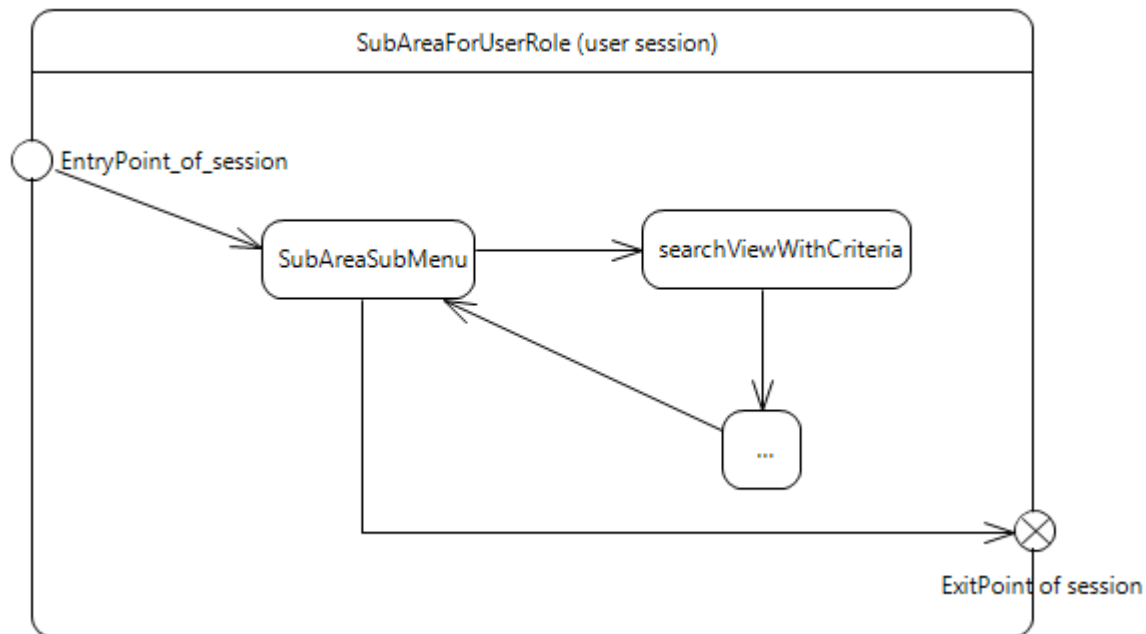 SubAreaForUserRole (user session)
EntryPoint_of_session
SubAreaSubMenu
searchViewWithCriteria
...
ExitPoint of session